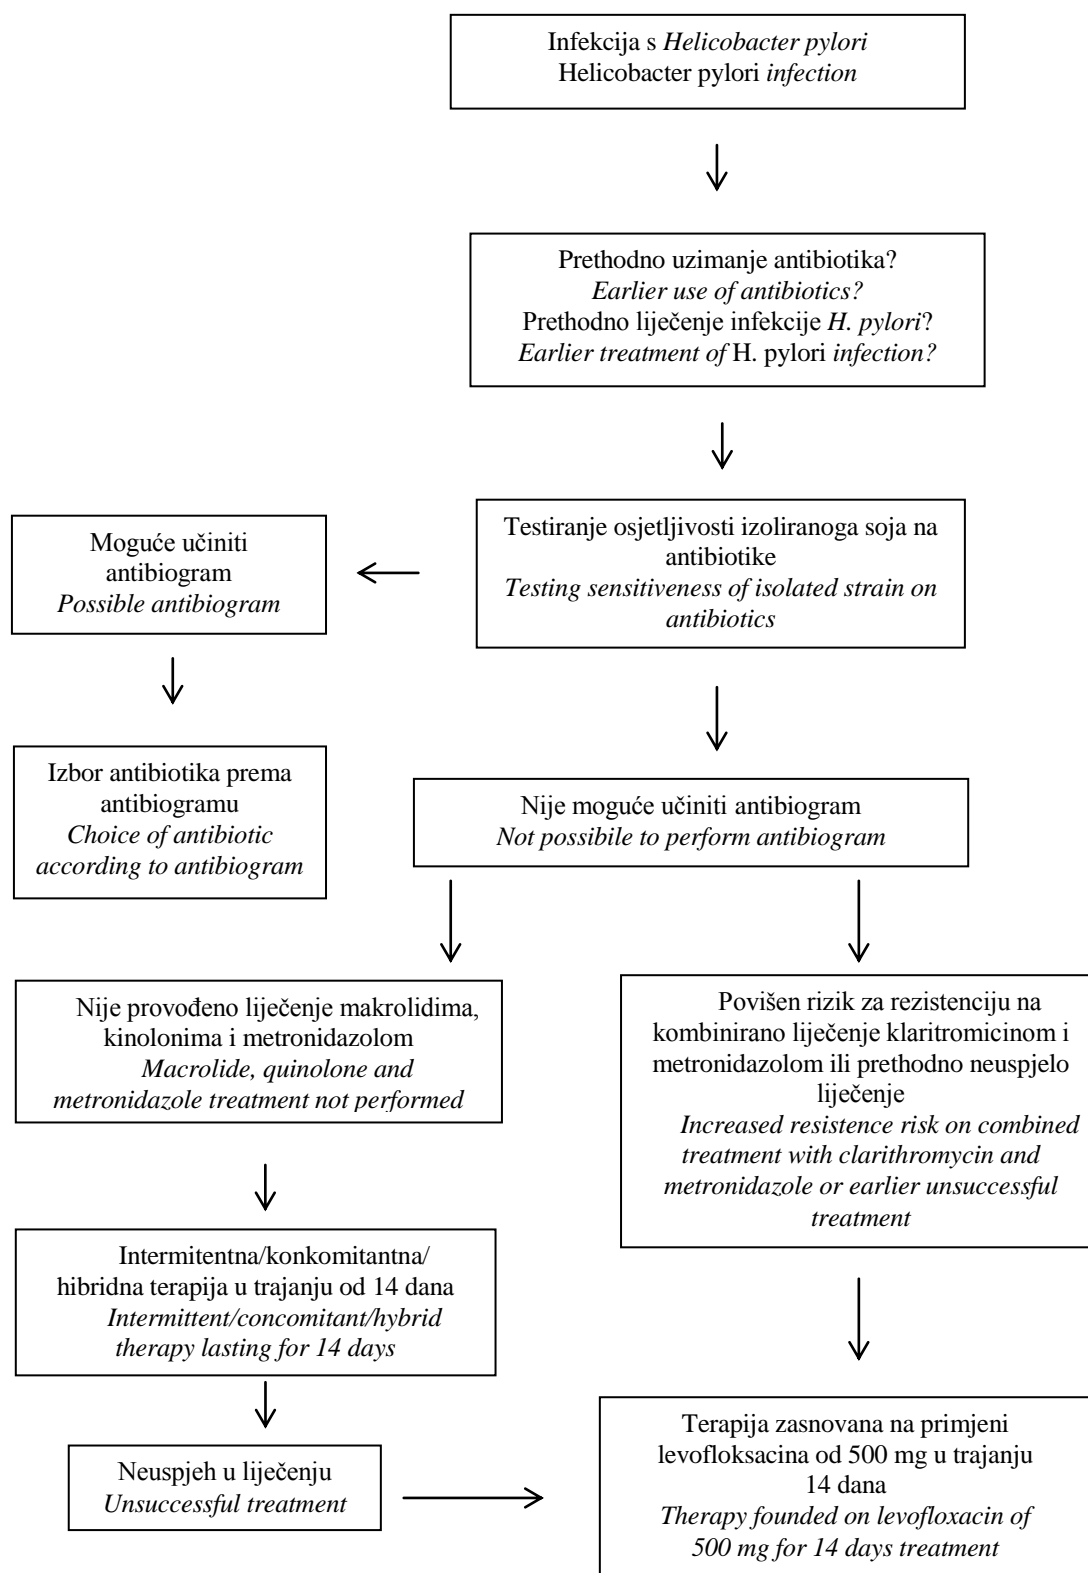 Infekcija s Helicobacter pylori
Helicobacter pylori infection
Prethodno uzimanje antibiotika?
Earlier use of antibiotics?
Prethodno liječenje infekcije H. pylori?
Earlier treatment of H. pylori infection?
Testiranje osjetljivosti izoliranoga soja na
antibiotike
Testing sensitiveness of isolated strain on
antibiotics
Moguće učiniti
antibiogram
Possible antibiogram
Izbor antibiotika prema
antibiogramu
Choice of antibiotic
according to antibiogram
Nije moguće učiniti antibiogram
Not possibile to perform antibiogram
Nije provođeno liječenje makrolidima,
kinolonima i metronidazolom
Macrolide, quinolone and
metronidazole treatment not performed
Povišen rizik za rezistenciju na
kombinirano liječenje klaritromicinom i
metronidazolom ili prethodno neuspjelo
liječenje
Increased resistence risk on combined
treatment with clarithromycin and
metronidazole or earlier unsuccessful
treatment
Intermitentna/konkomitantna/
hibridna terapija u trajanju od 14 dana
Intermittent/concomitant/hybrid
therapy lasting for 14 days
Neuspjeh u liječenju
Unsuccessful treatment
Terapija zasnovana na primjeni
levofloksacina od 500 mg u trajanju
14 dana
Therapy founded on levofloxacin of
500 mg for 14 days treatment